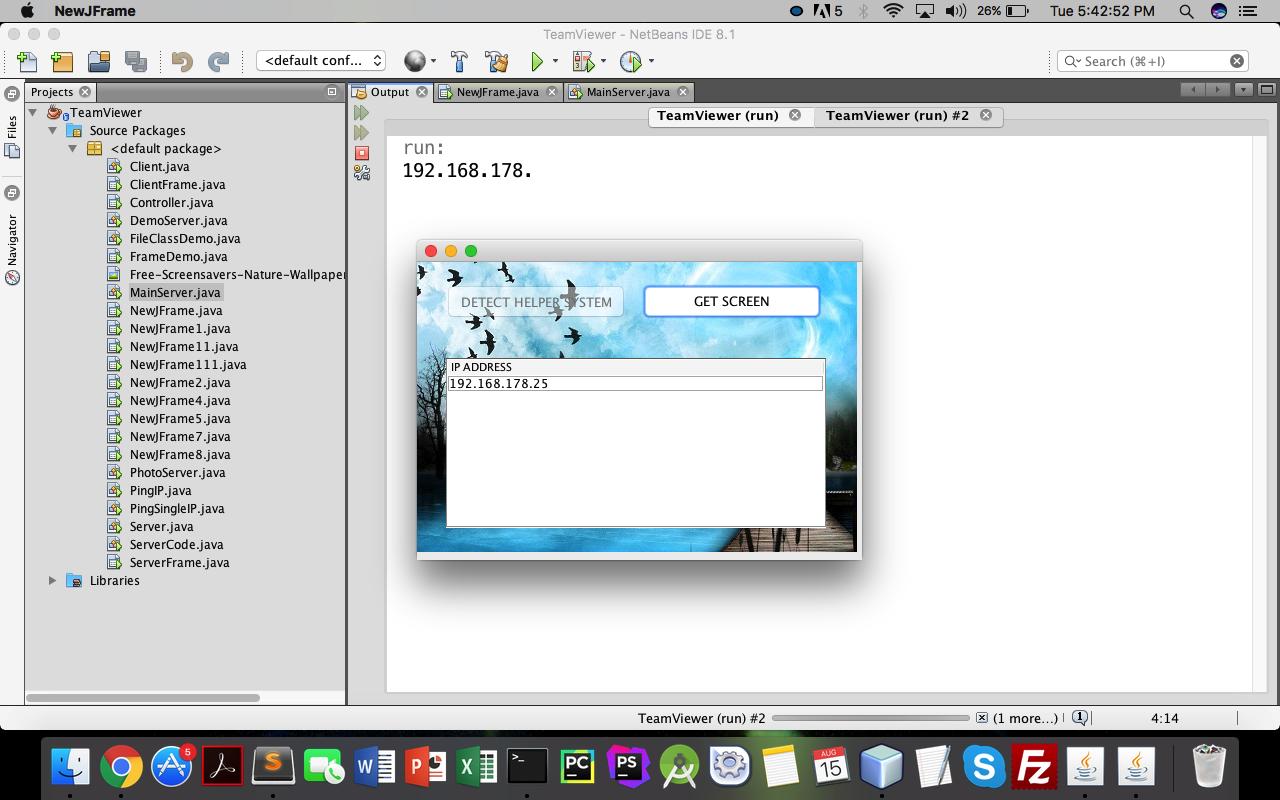 NewJFrame
5
26%
Tue 5:42:52 PM
TeamViewer - NetBeans IDE 8.1
<default conf...
Search (⌘+I)
Projects
Output
NewJFrame.java
MainServer.java
Files
Navigator
TeamViewer
Source Packages
<default package>
Client.java
ClientFrame.java
Controller.java
DemoServer.java
FileClassDemo.java
FrameDemo.java
Free-Screensavers-Nature-Wallpaper
MainServer.java
NewJFrame.java
NewJFrame1.java
NewJFrame11.java
NewJFrame111.java
NewJFrame2.java
NewJFrame4.java
NewJFrame5.java
NewJFrame7.java
NewJFrame8.java
PhotoServer.java
PingIP.java
PingSingleIP.java
Server.java
ServerCode.java
ServerFrame.java
Libraries
TeamViewer (run)
TeamViewer (run) #2
run:
192.168.178.
DETECT HELPER SYSTEM
GET SCREEN
IP ADDRESS
192.168.178.25
TeamViewer (run) #2
(1 more...)
4:14
5
S
W
P
X
>_
PC
PS
AUG
15
S
Fz